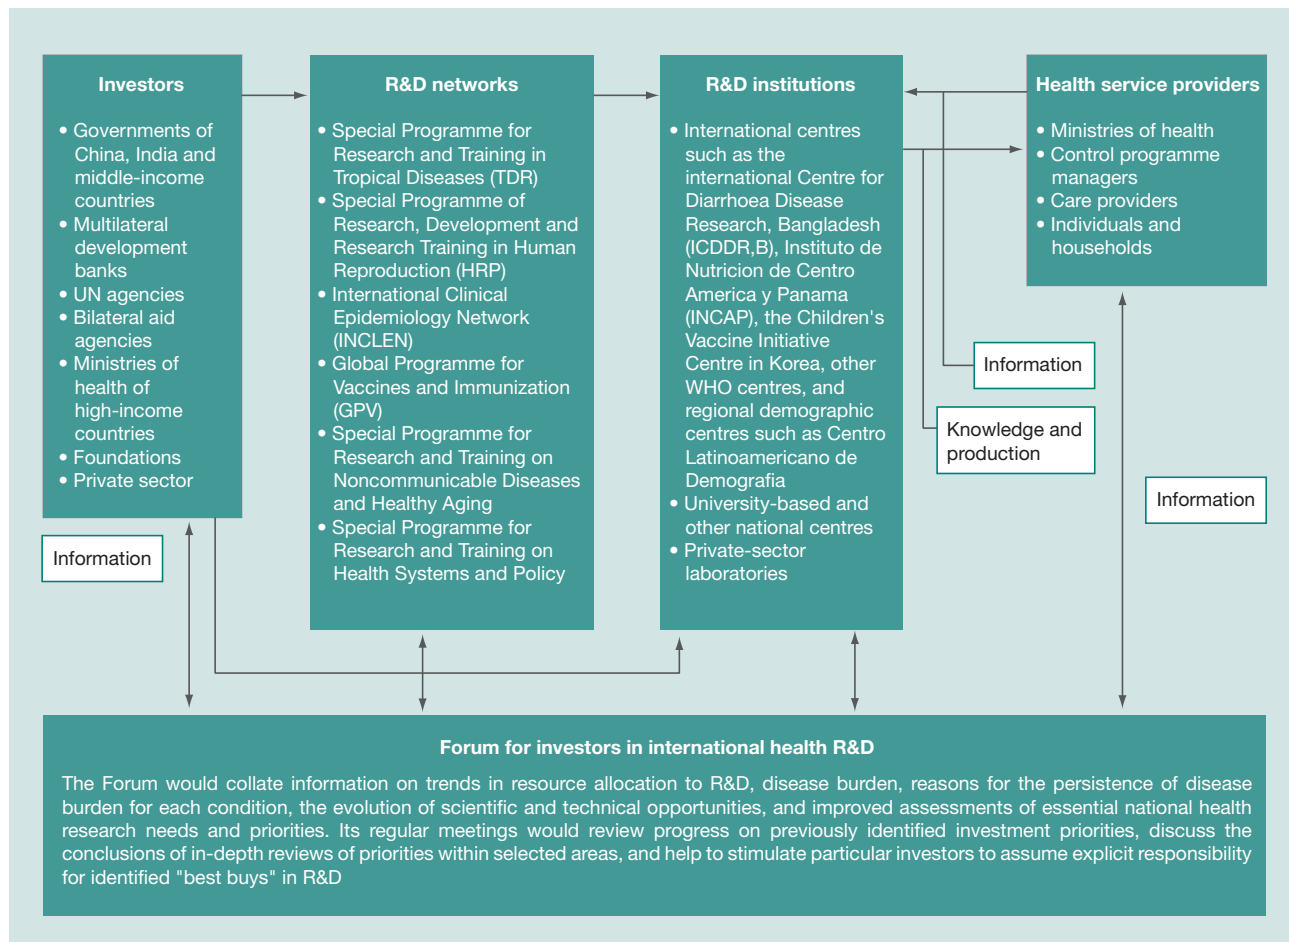 Investors
• Governments of
China, India and
middle-income
countries
• Multilateral
development
banks
• UN agencies
• Bilateral aid
agencies
• Ministries of
health of
high-income
countries
• Foundations
• Private sector
R&D networks
• Special Programme for
Research and Training in
Tropical Diseases (TDR)
• Special Programme of
Research, Development and
Research Training in Human
Reproduction (HRP)
• International Clinical
Epidemiology Network
(INCLEN)
• Global Programme for
Vaccines and Immunization
(GPV)
• Special Programme for
Research and Training on
Noncommunicable Diseases
and Healthy Aging
• Special Programme for
Research and Training on
Health Systems and Policy
R&D institutions
• International centres
such as the
international Centre for
Diarrhoea Disease
Research, Bangladesh
(ICDDR,B), Instituto de
Nutricion de Centro
America y Panama
(INCAP), the Children's
Vaccine Initiative
Centre in Korea, other
WHO centres, and
regional demographic
centres such as Centro
Latinoamericano de
Demografia
• University-based and
other national centres
• Private-sector
laboratories
Health service providers
• Ministries of health
• Control programme
managers
• Care providers
• Individuals and
households
Information
Knowledge and
production
Information
Information
Forum for investors in international health R&D
The Forum would collate information on trends in resource allocation to R&D, disease burden, reasons for the persistence of disease
burden for each condition, the evolution of scientific and technical opportunities, and improved assessments of essential national health
research needs and priorities. Its regular meetings would review progress on previously identified investment priorities, discuss the
conclusions of in-depth reviews of priorities within selected areas, and help to stimulate particular investors to assume explicit responsibility
for identified "best buys" in R&D